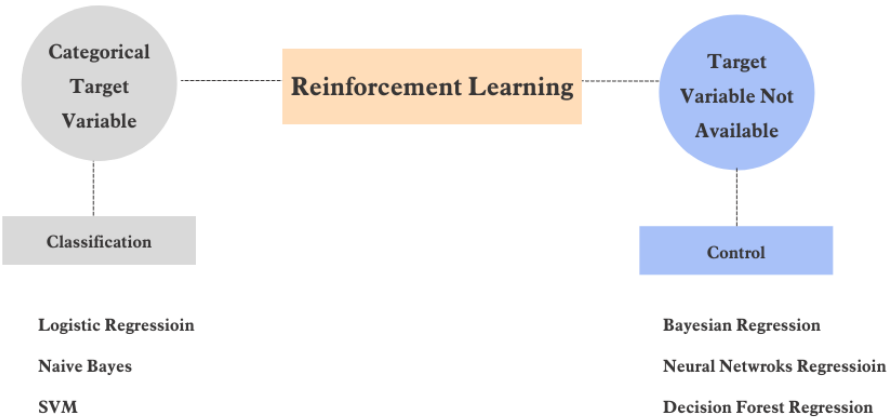 Categorical
Target
Variable
Reinforcement Learning
Target
Variable Not
Available
Classification
Control
Logistic Regressioin
Naive Bayes
SVM
Bayesian Regression
Neural Netwroks Regressioin
Decision Forest Regression